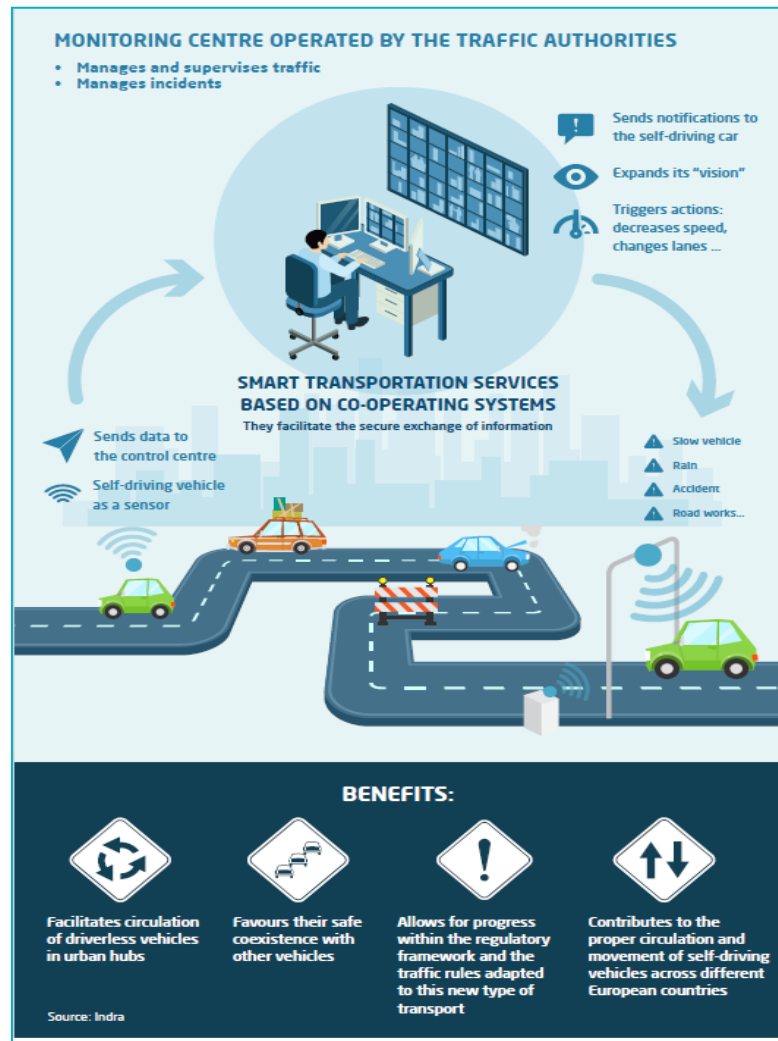 MONITORING CENTRE OPERATED BY THE TRAFFIC AUTHORITIES
• Manages and supervises traffic
• Manages incidents
Sends notifications to
the self-driving car
Expands its "vision"
Triggers actions:
decreases speed,
changes lanes ...
SMART TRANSPORTATION SERVICES
BASED ON CO-OPERATING SYSTEMS
They facilitate the secure exchange of information
Sends data to
the control centre
Self-driving vehicle
as a sensor
Slow vehicle
Rain
Accident
Road works...
BENEFITS:
Facilitates circulation
of driverless vehicles
in urban hubs
Favours their safe
coexistence with
other vehicles
Allows for progress
within the regulatory
framework and the
traffic rules adapted
to this new type of
transport
Contributes to the
proper circulation and
movement of self-driving
vehicles across different
European countries
Source: Indra